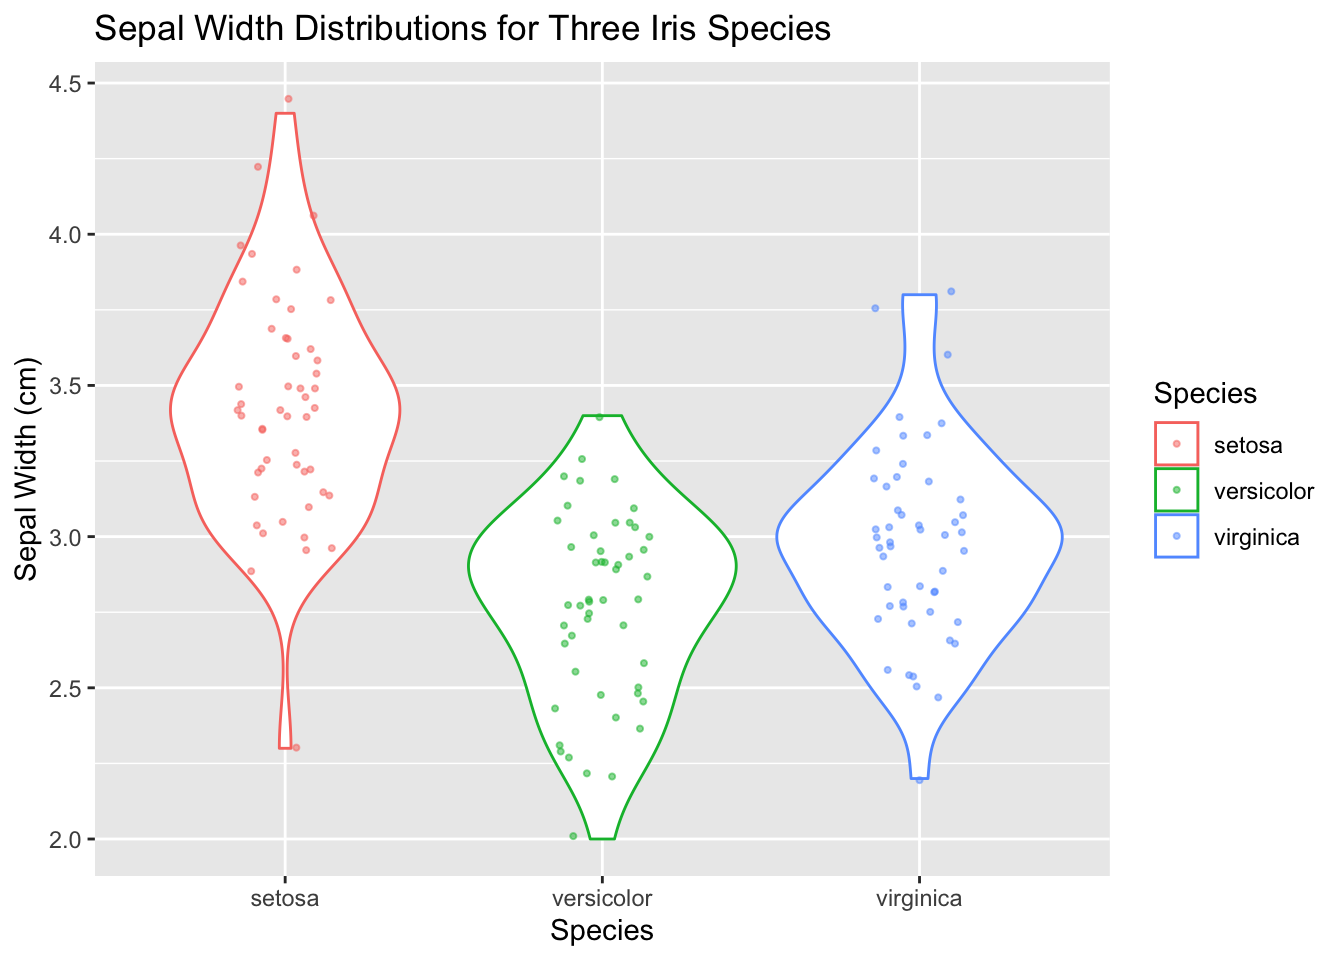 Sepal Width Distributions for Three Iris Species
4.5
4.0
3.5
3.0
2.5
2.0
Sepal Width (cm)
setosa versicolor virginica
Species
Species
setosa
versicolor
virginica